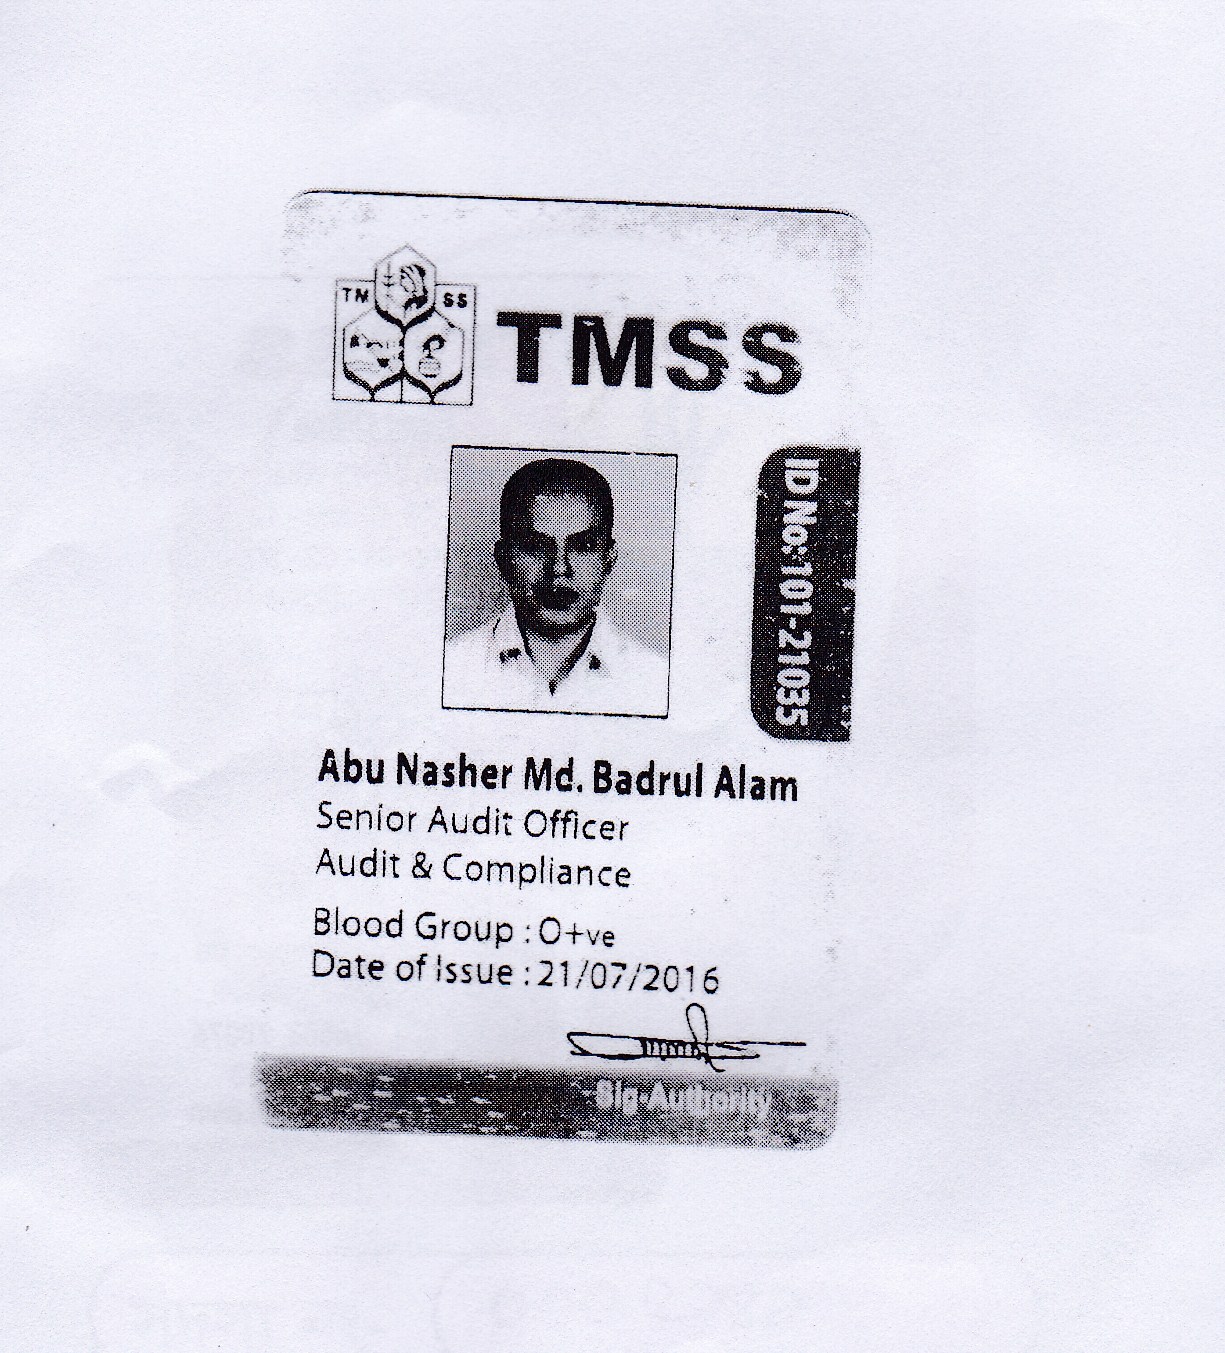 TM SS
TMSS
ID No:101-21035
Abu Nasher Md. Badrul Alam
Senior Audit Officer
Audit & Compliance
Blood Group : O+ve
Date of Issue : 21/07/2016
Sig. Authority